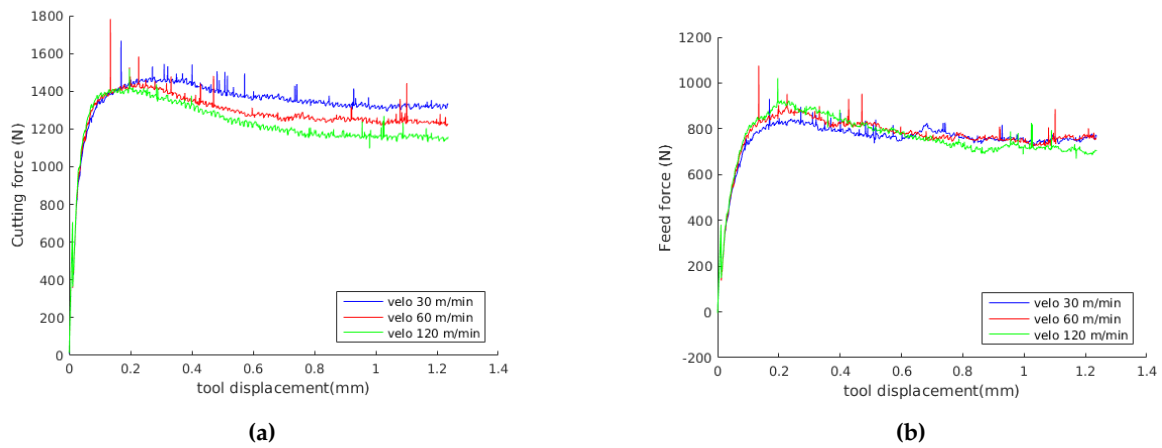 1800
1600
1400
1200
1000
800
600
400
200
0
Cutting force (N)
0 0.2 0.4 0.6 0.8 1 1.2 1.4
tool displacement(mm)
velo 30 m/min
velo 60 m/min
velo 120 m/min
(a)
1200
1000
800
600
400
200
0
-200
Feed force (N)
0 0.2 0.4 0.6 0.8 1 1.2 1.4
tool displacement(mm)
velo 30 m/min
velo 60 m/min
velo 120 m/min
(b)